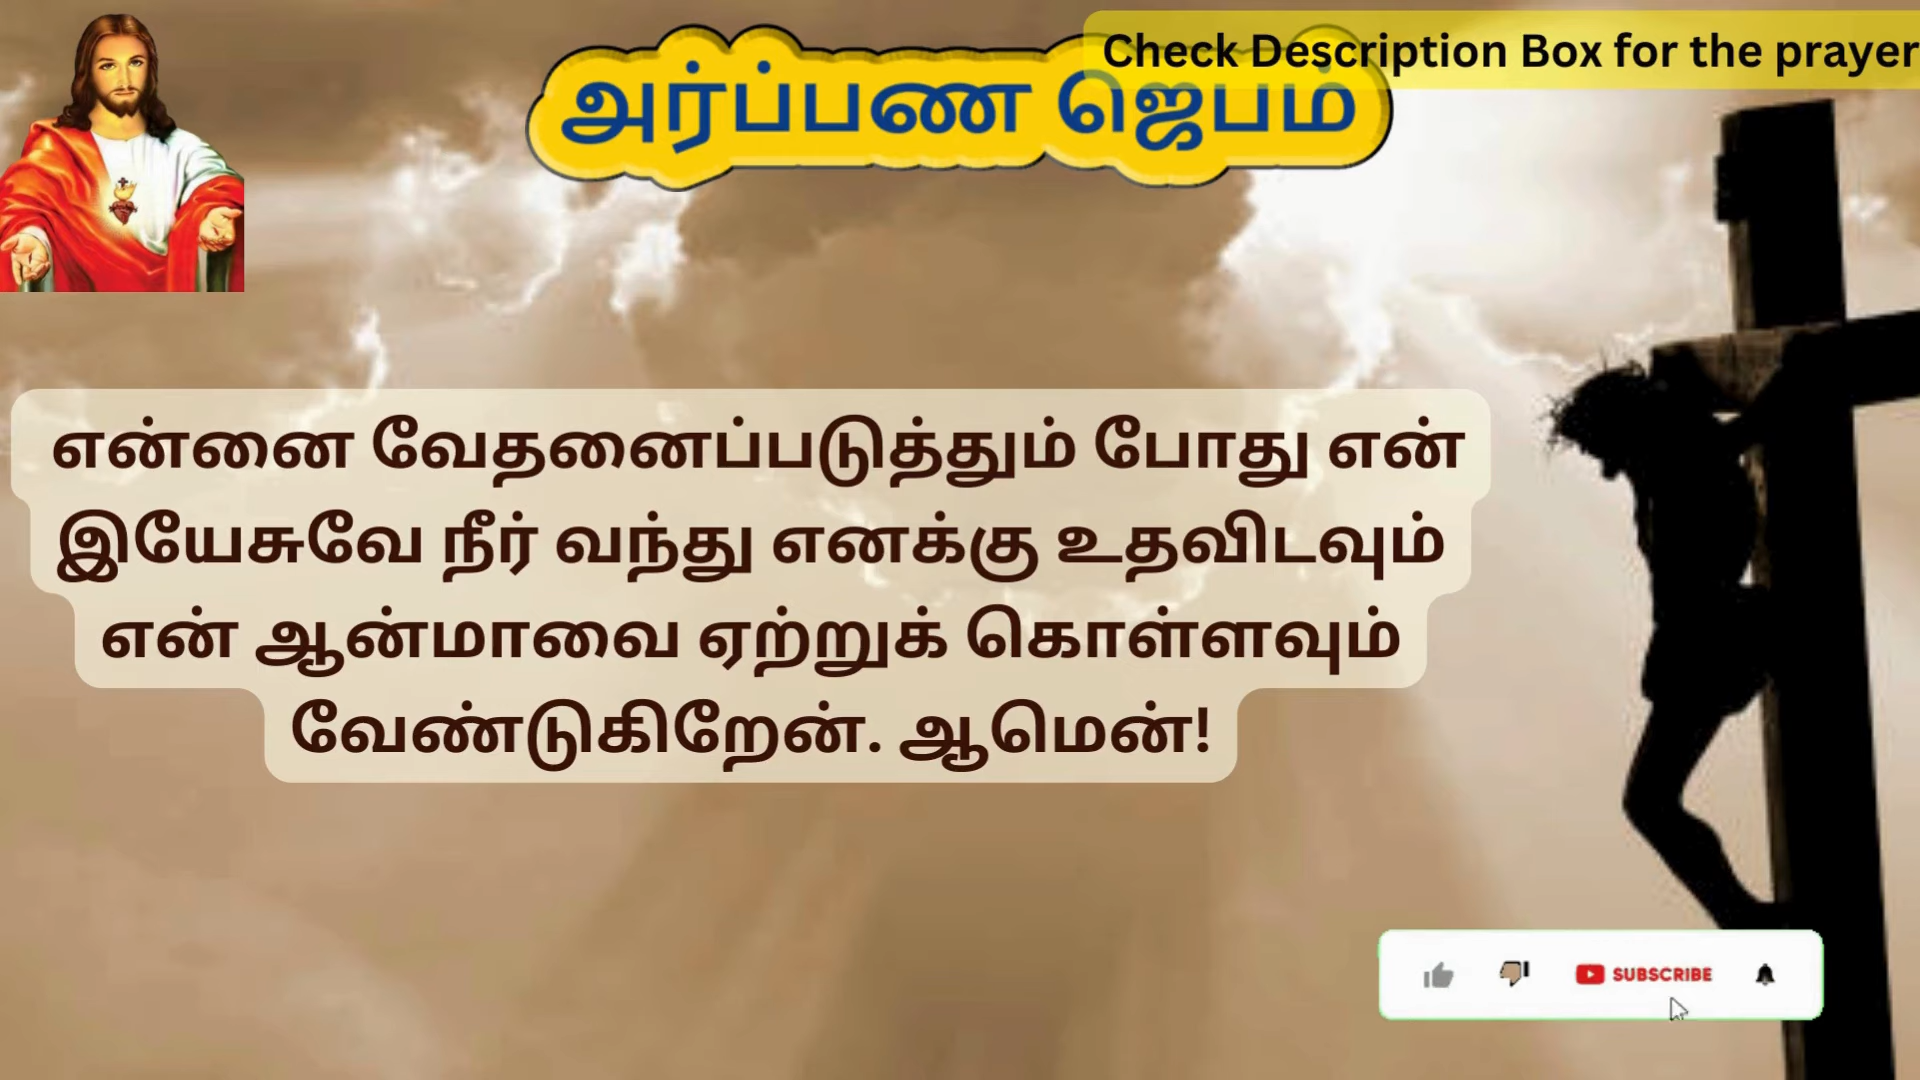 Check Description Box for the prayer
அர்ப்பண ஜெபம்
என்னை வேதனைப்படுத்தும் போது என்
இயேசுவே நீர் வந்து எனக்கு உதவிடவும்
என் ஆன்மாவை ஏற்றுக் கொள்ளவும்
வேண்டுகிறேன். ஆமென்!
SUBSCRIBE